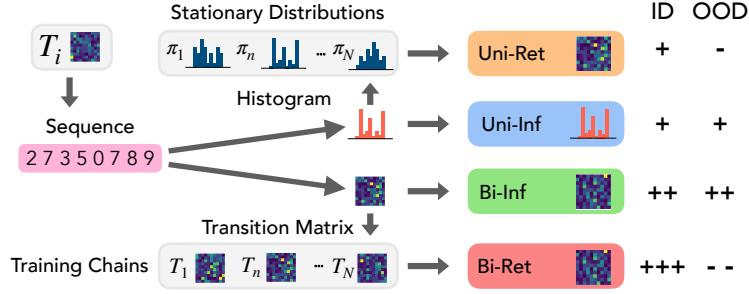 Stationary Distributions
ID OOD
T_i
π_1 π_n ... π_N
Uni-Ret
+ -
Histogram
Sequence
2 7 3 5 0 7 8 9
Uni-Inf
+ +
Bi-Inf
++ ++
Transition Matrix
Training Chains
T_1 T_n ... T_N
Bi-Ret
+++ - -